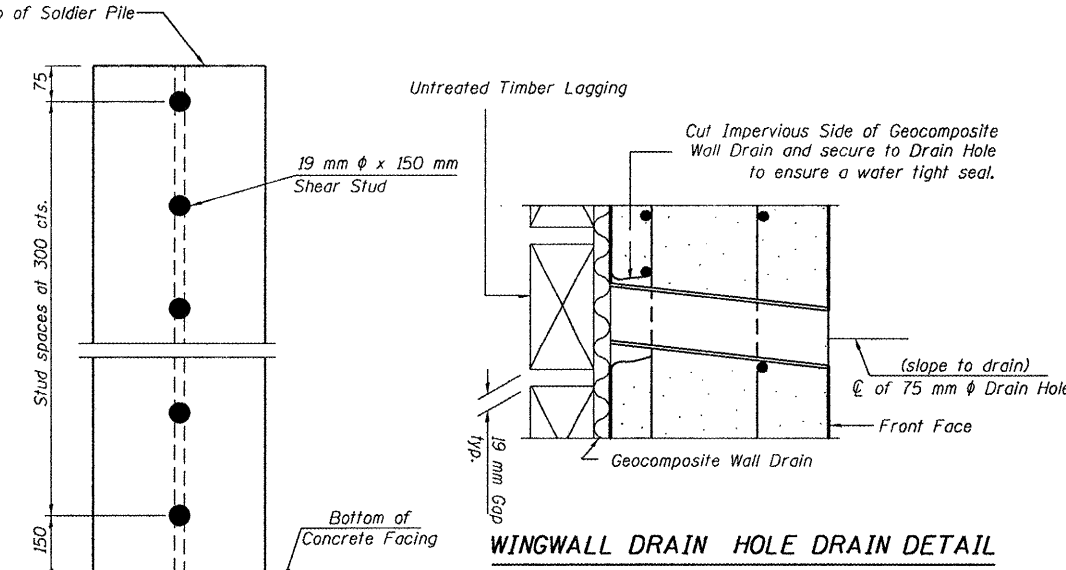 of Soldier Pile
75
Stud spaces at 300 cts.
150
19 mm ϕ x 150 mm
Shear Stud
Bottom of
Concrete Facing
Untreated Timber Lagging
Cut Impervious Side of Geocomposite
Wall Drain and secure to Drain Hole
to ensure a water tight seal.
(slope to drain)
℄ of 75 mm ϕ Drain Hole
Front Face
Geocomposite Wall Drain
19 mm Gap
typ.
WINGWALL DRAIN HOLE DRAIN DETAIL